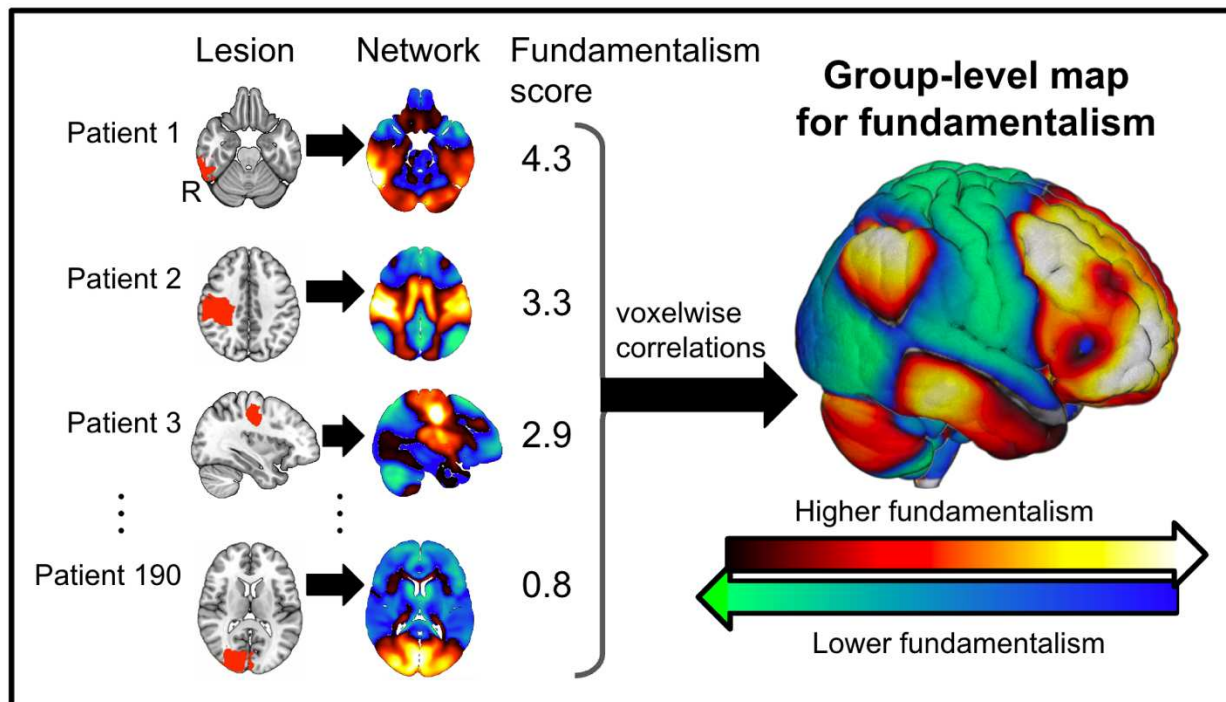 Lesion
Network
Fundamentalism
score
Group-level map
for fundamentalism
Patient 1
R
4.3
Patient 2
3.3
voxelwise
correlations
Patient 3
2.9
Patient 190
0.8
Higher fundamentalism
Lower fundamentalism